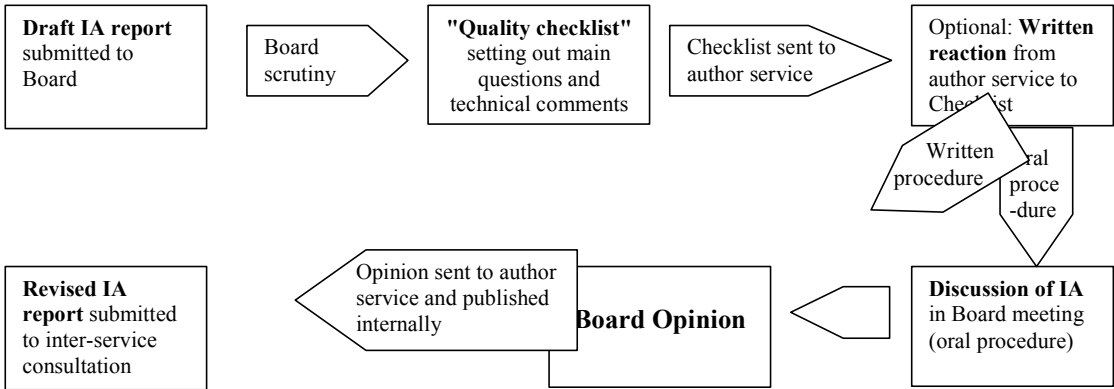 Draft IA report
submitted to
Board
Board
scrutiny
"Quality checklist"
setting out main
questions and
technical comments
Checklist sent to
author service
Optional: Written
reaction from
author service to
Written
procedure
proce
-dure
Discussion of IA
in Board meeting
(oral procedure)
Board Opinion
Opinion sent to author
service and published
internally
Revised IA
report submitted
to inter-service
consultation